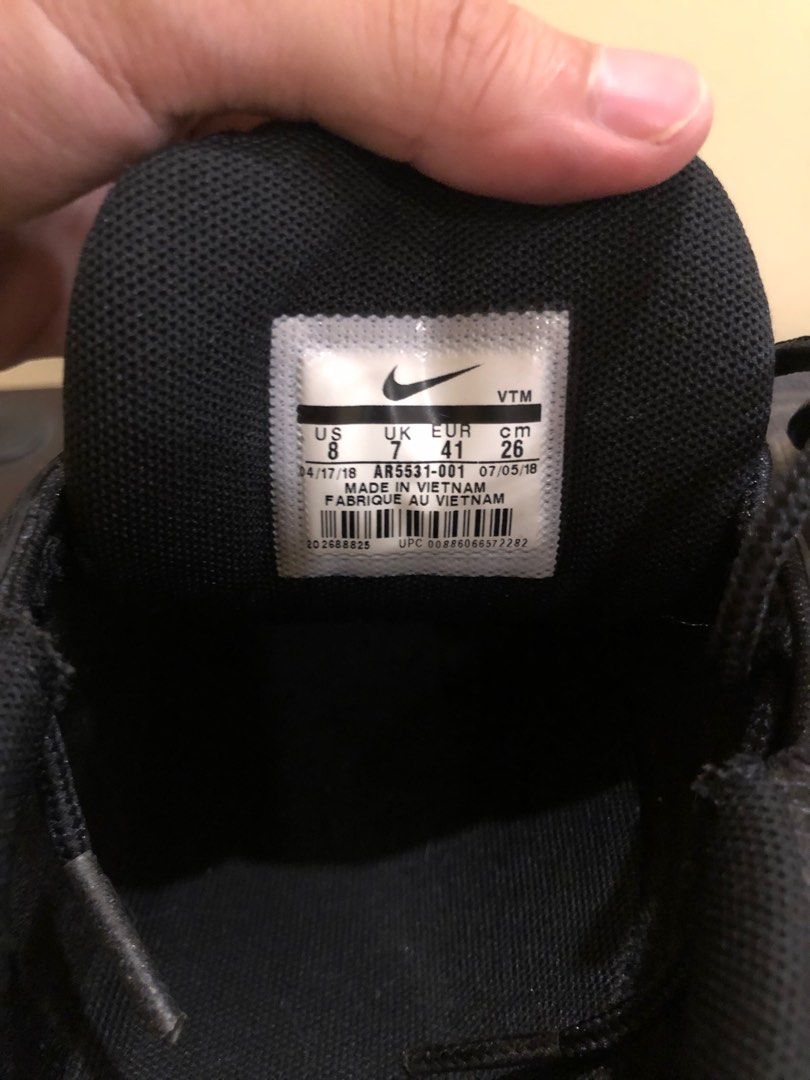 VTM
US UK EUR cm
8 7 41 26
04/17/18 AR5531-001 07/05/18
MADE IN VIETNAM
FABRIQUE AU VIETNAM
202688825 UPC 00886066572282